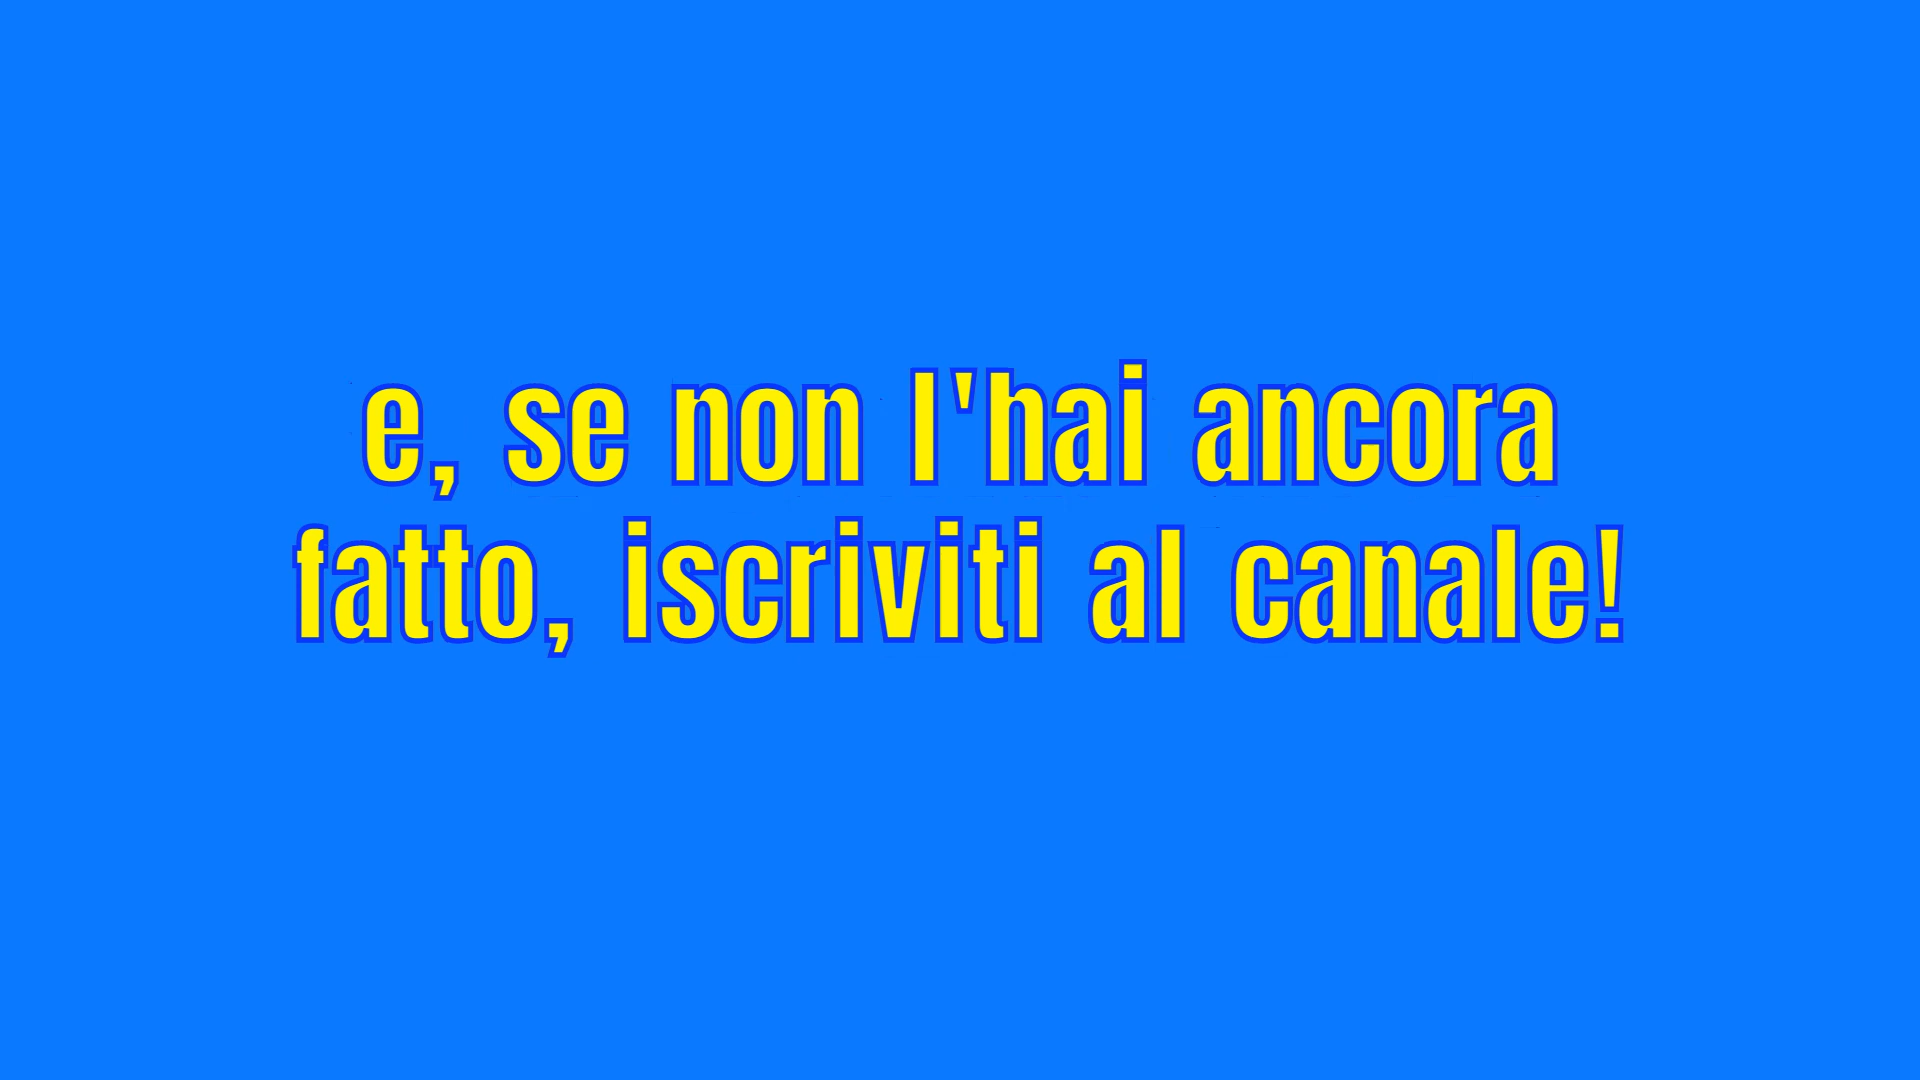 e, se non l'hai ancora
fatto, iscriviti al canale!